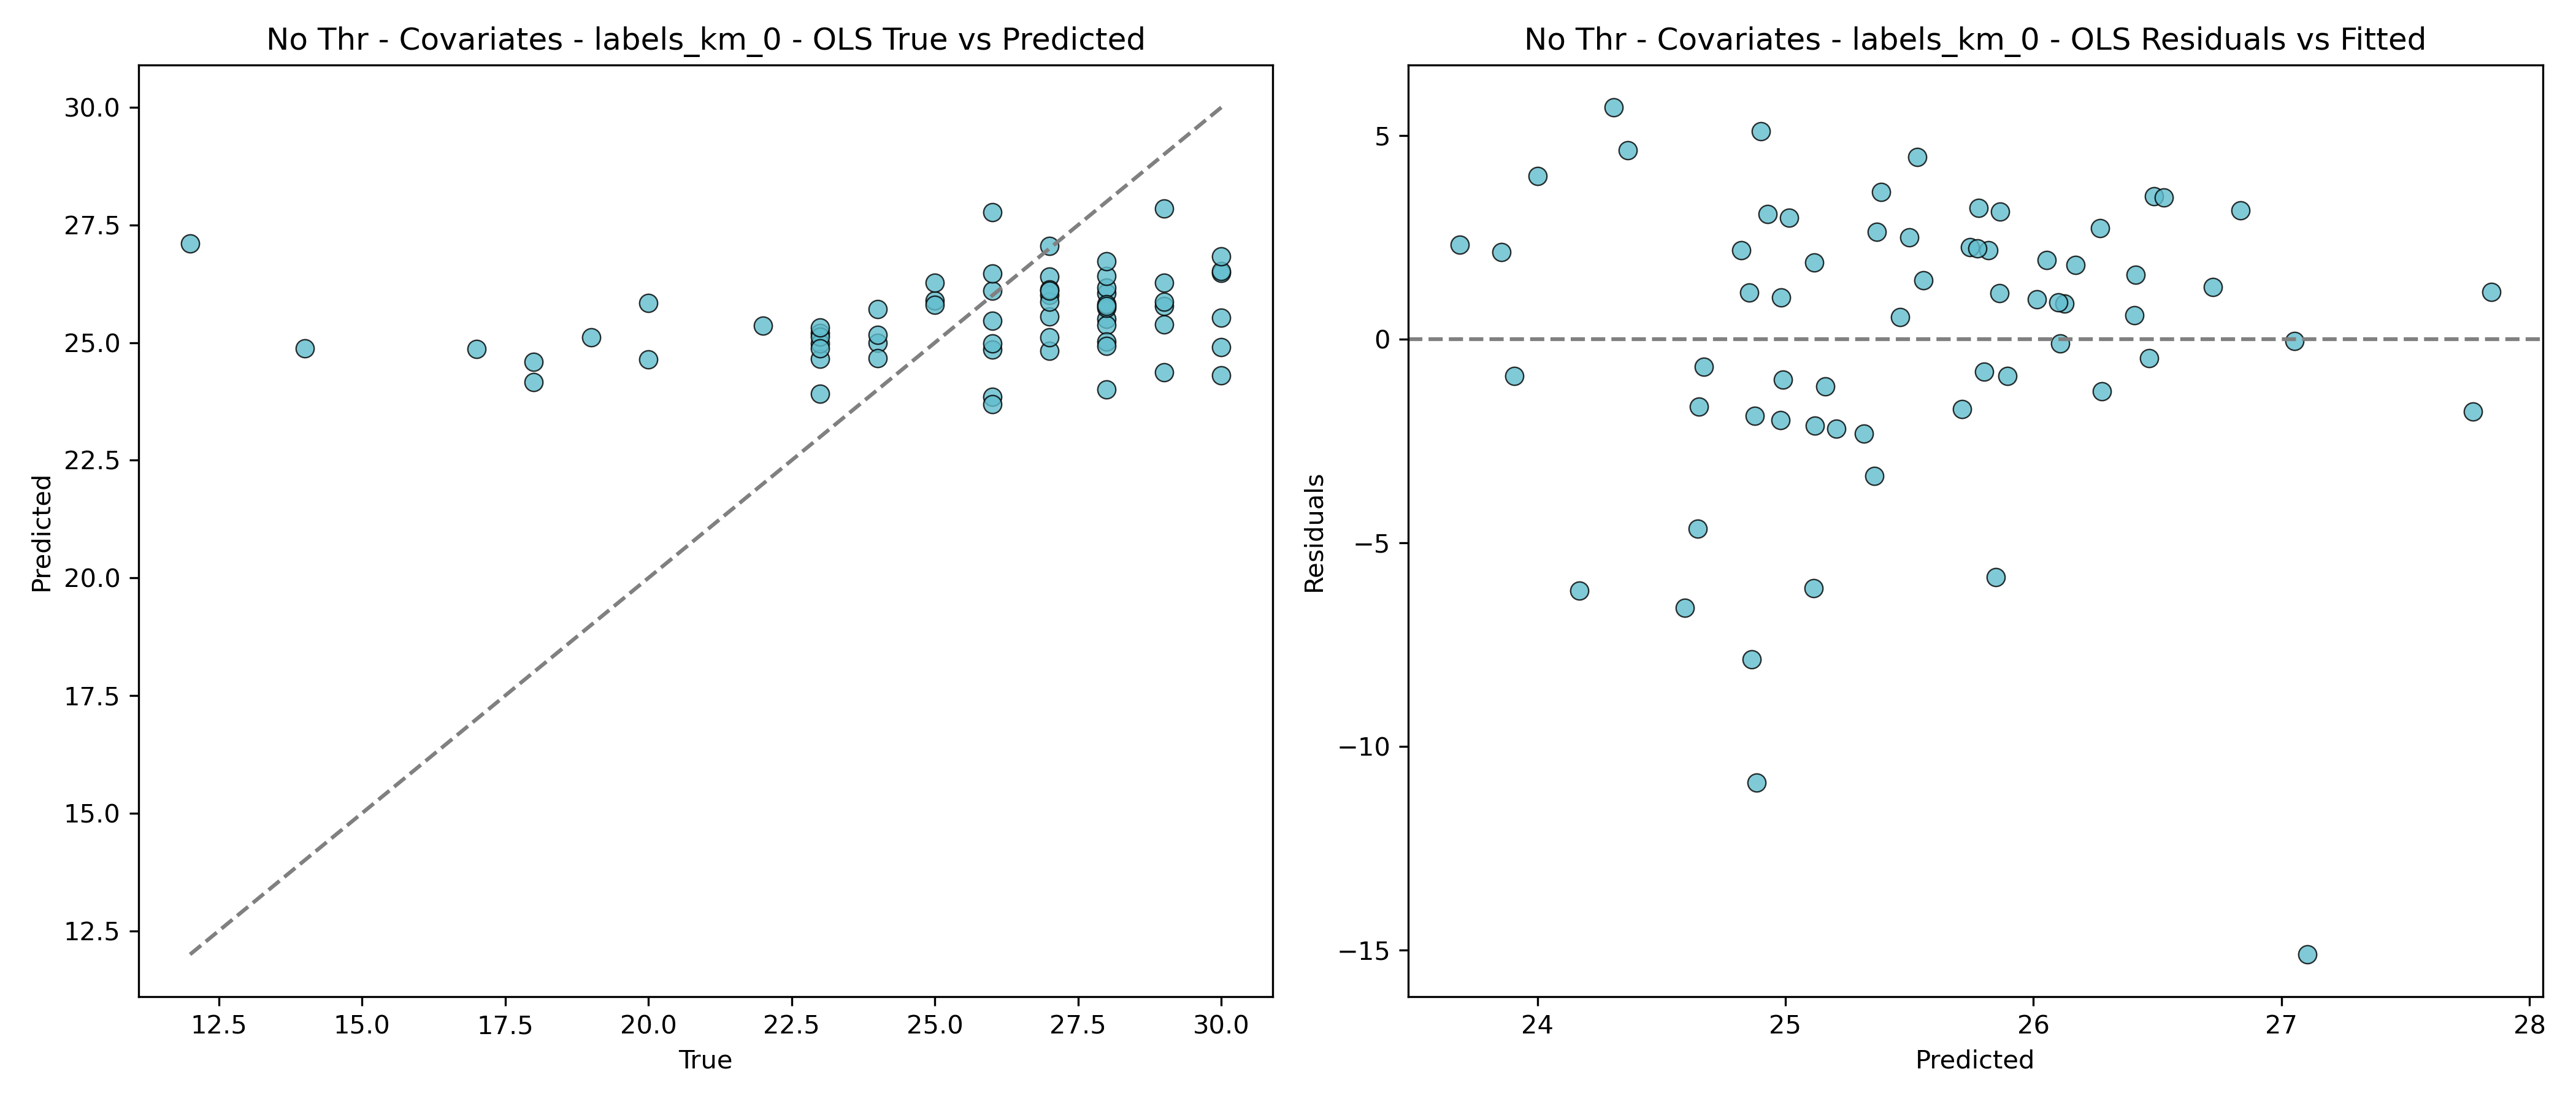 No Thr - Covariates - labels_km_0 - OLS True vs Predicted
30.0
27.5
25.0
22.5
20.0
17.5
15.0
12.5
Predicted
12.5 15.0 17.5 20.0 22.5 25.0 27.5 30.0
True
No Thr - Covariates - labels_km_0 - OLS Residuals vs Fitted
5
0
−5
−10
−15
Residuals
24 25 26 27 28
Predicted